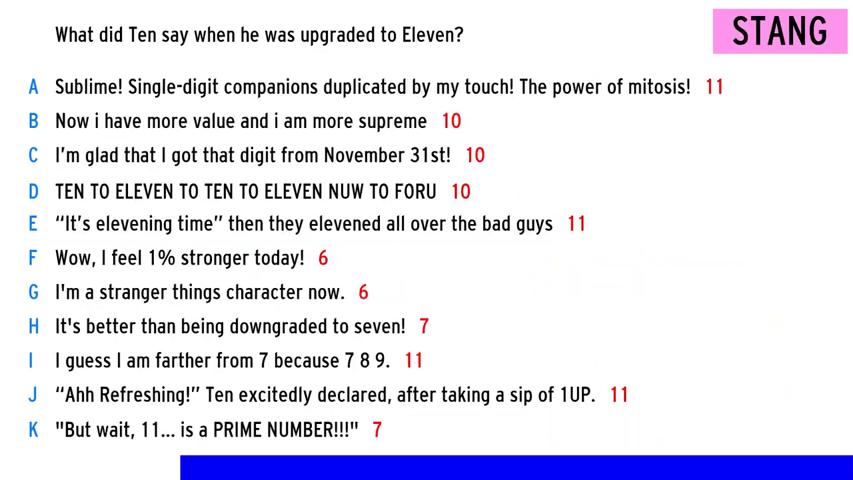 What did Ten say when he was upgraded to Eleven?
STANG
A Sublime! Single-digit companions duplicated by my touch! The power of mitosis! 11
B Now i have more value and i am more supreme 10
C I'm glad that I got that digit from November 31st! 10
D TEN TO ELEVEN TO TEN TO ELEVEN NUW TO FORU 10
E “It's elevening time” then they elevened all over the bad guys 11
F Wow, I feel 1% stronger today! 6
G I'm a stranger things character now. 6
H It's better than being downgraded to seven! 7
I I guess I am farther from 7 because 7 8 9. 11
J “Ahh Refreshing!” Ten excitedly declared, after taking a sip of 1UP. 11
K "But wait, 11... is a PRIME NUMBER!!!" 7